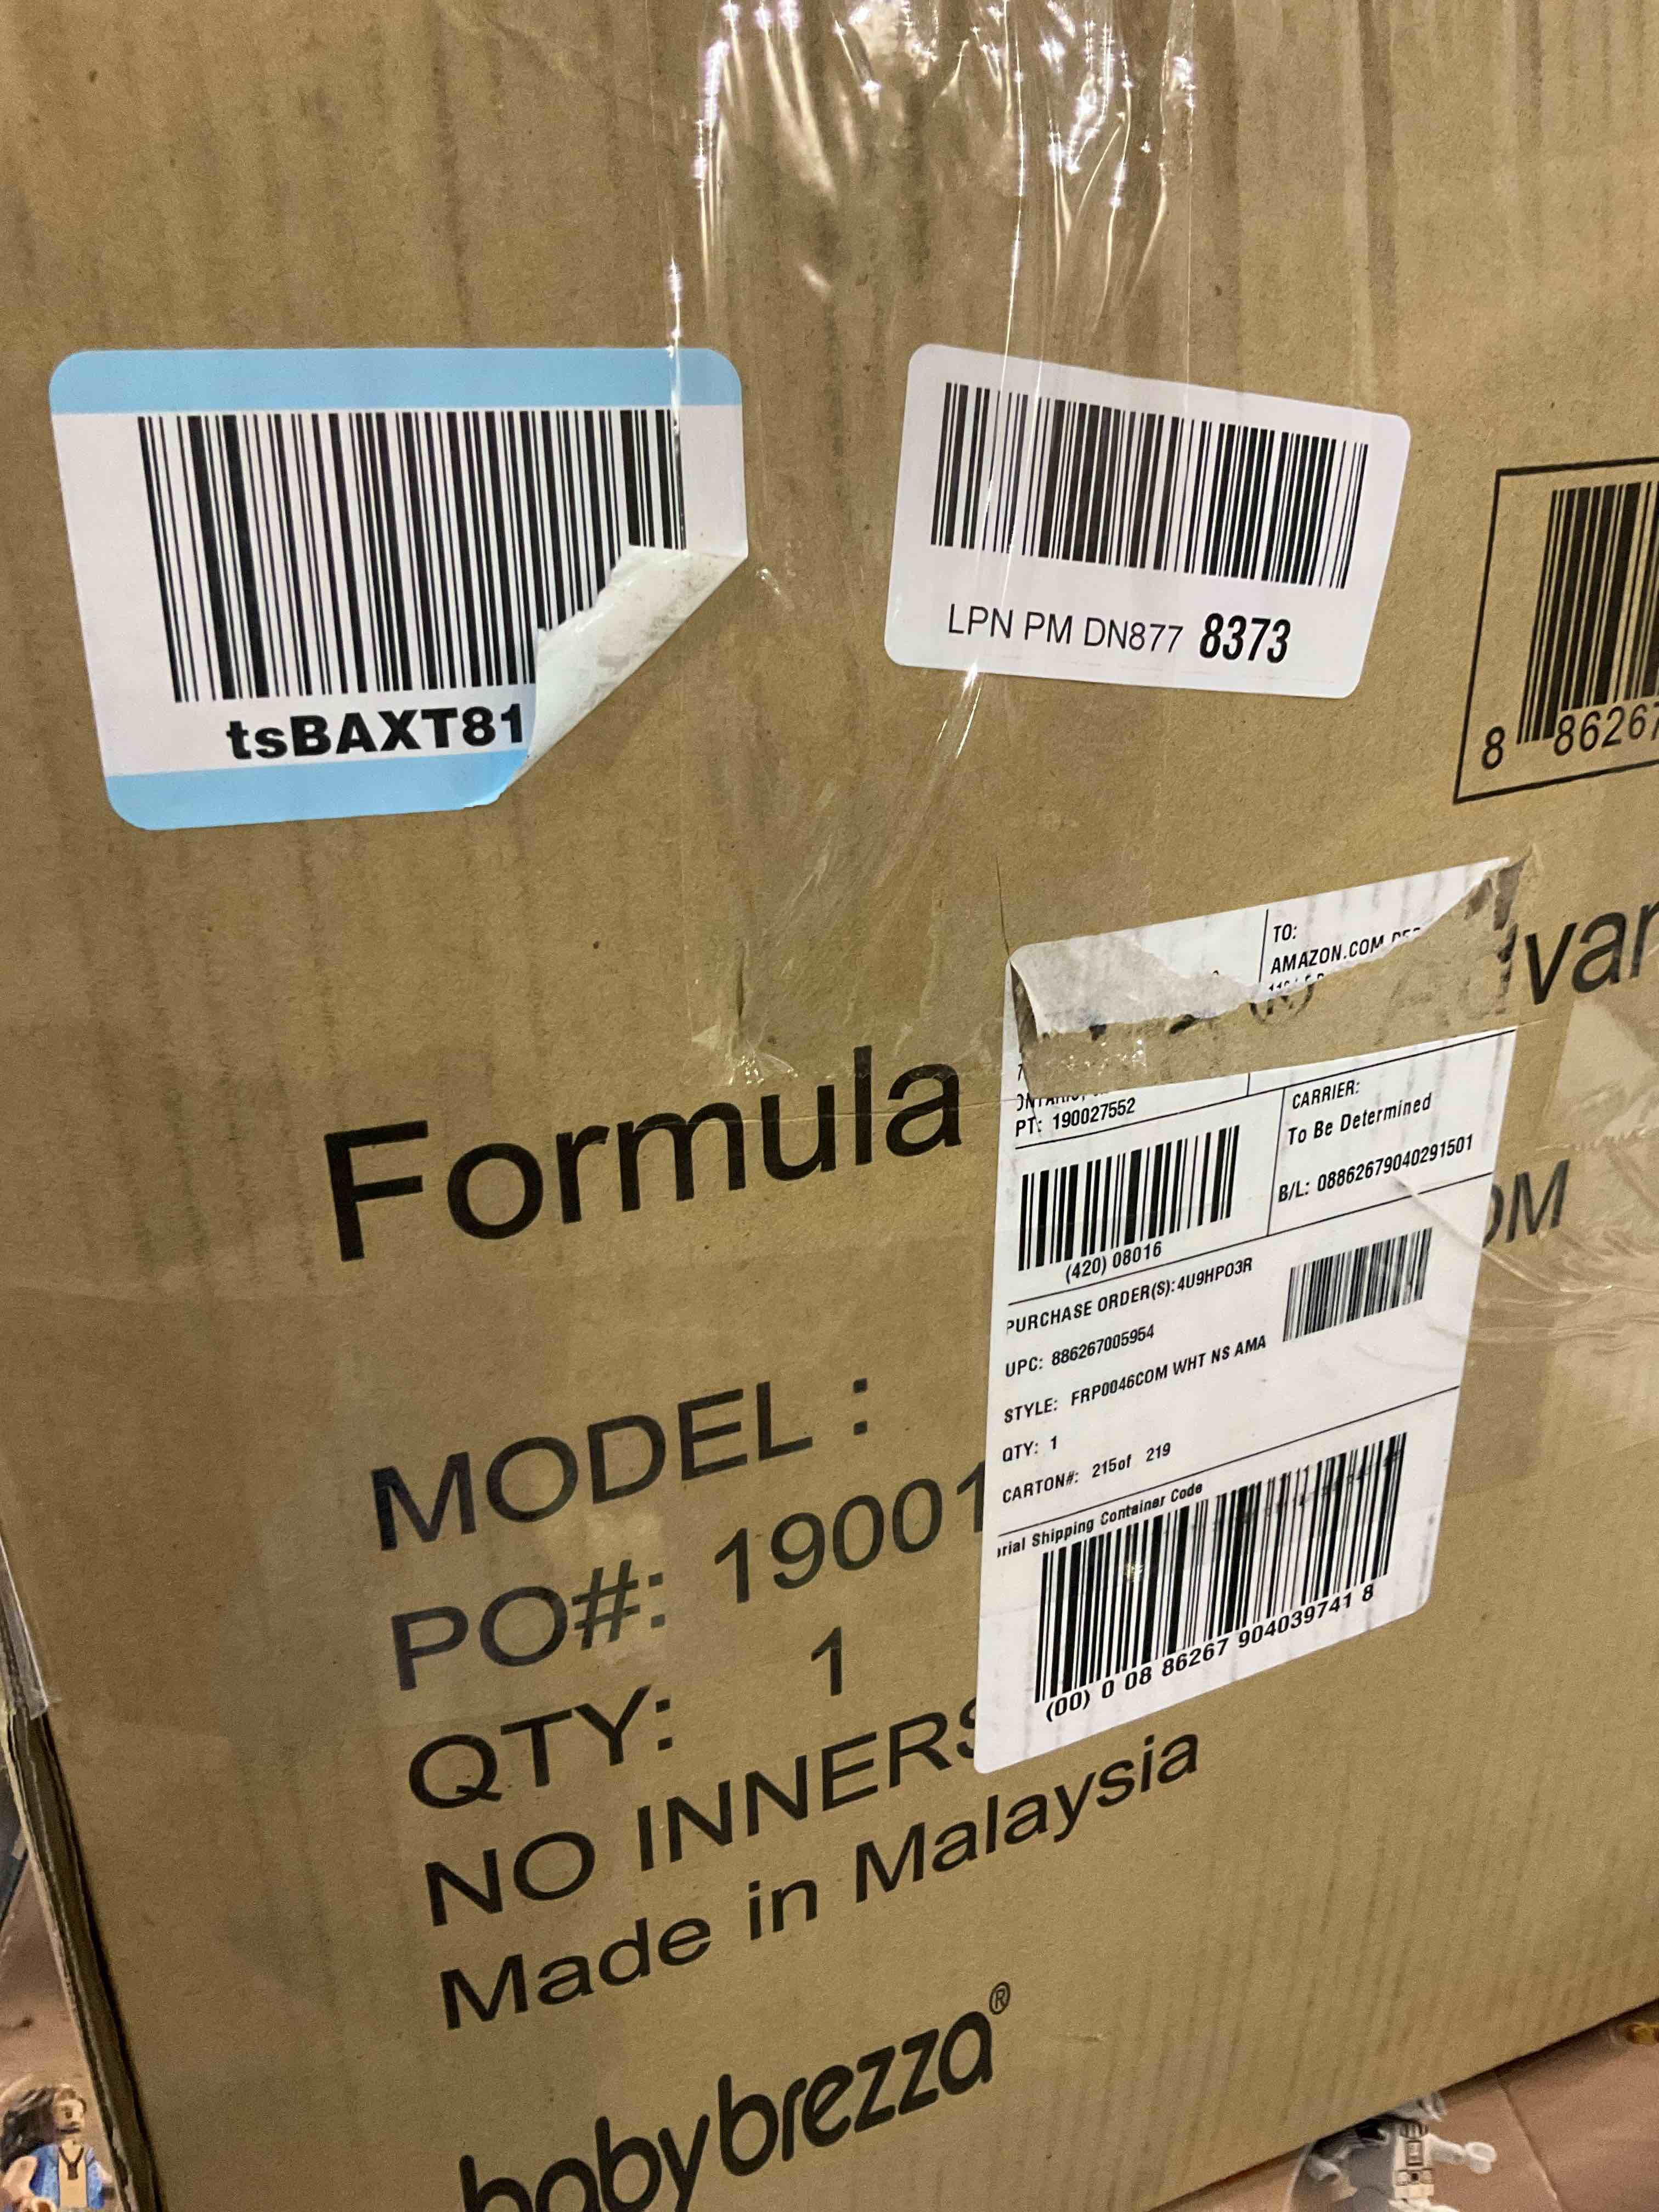 tsBAXT81
LPN PM DN877 8373
8 86267
TO:
AMAZON.COM
PT: 190027552
CARRIER:
To Be Determined
B/L: 08862679040291501
(420) 08016
PURCHASE ORDER(S): 4U9HPO3R
UPC: 886267005954
STYLE: FRP0046COM WHT NS AMA
QTY: 1
CARTON#: 215of 219
Shipping Container Code
(00) 0 08 86267 904039741 8
Formula
MODEL :
PO#: 19001
QTY: 1
NO INNERS
Made in Malaysia
babybrezza®